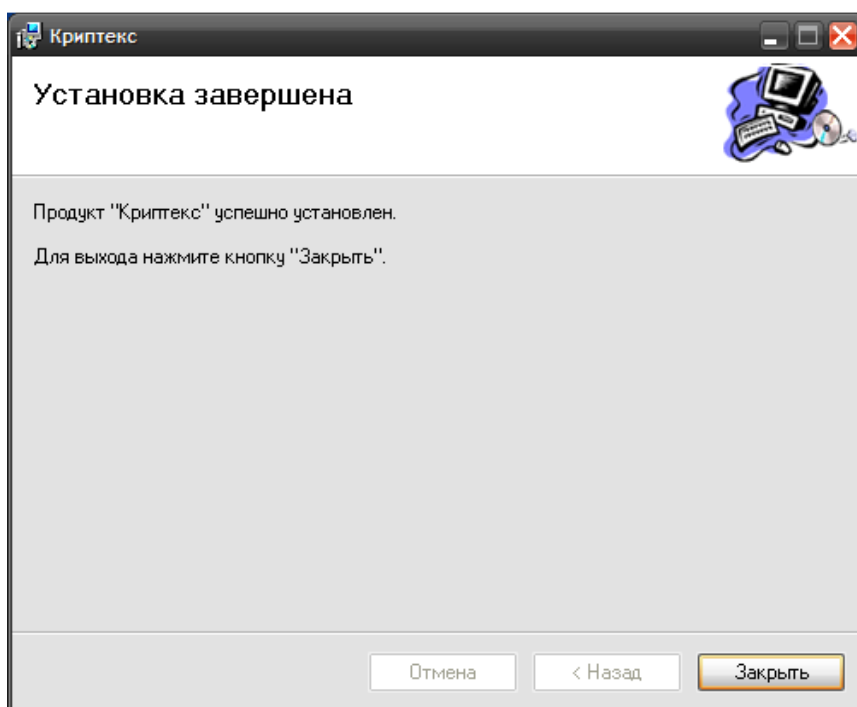 Криптекс
Установка завершена
Продукт "Криптекс" успешно установлен.
Для выхода нажмите кнопку "Закрыть".
Отмена
< Назад
Закрыть